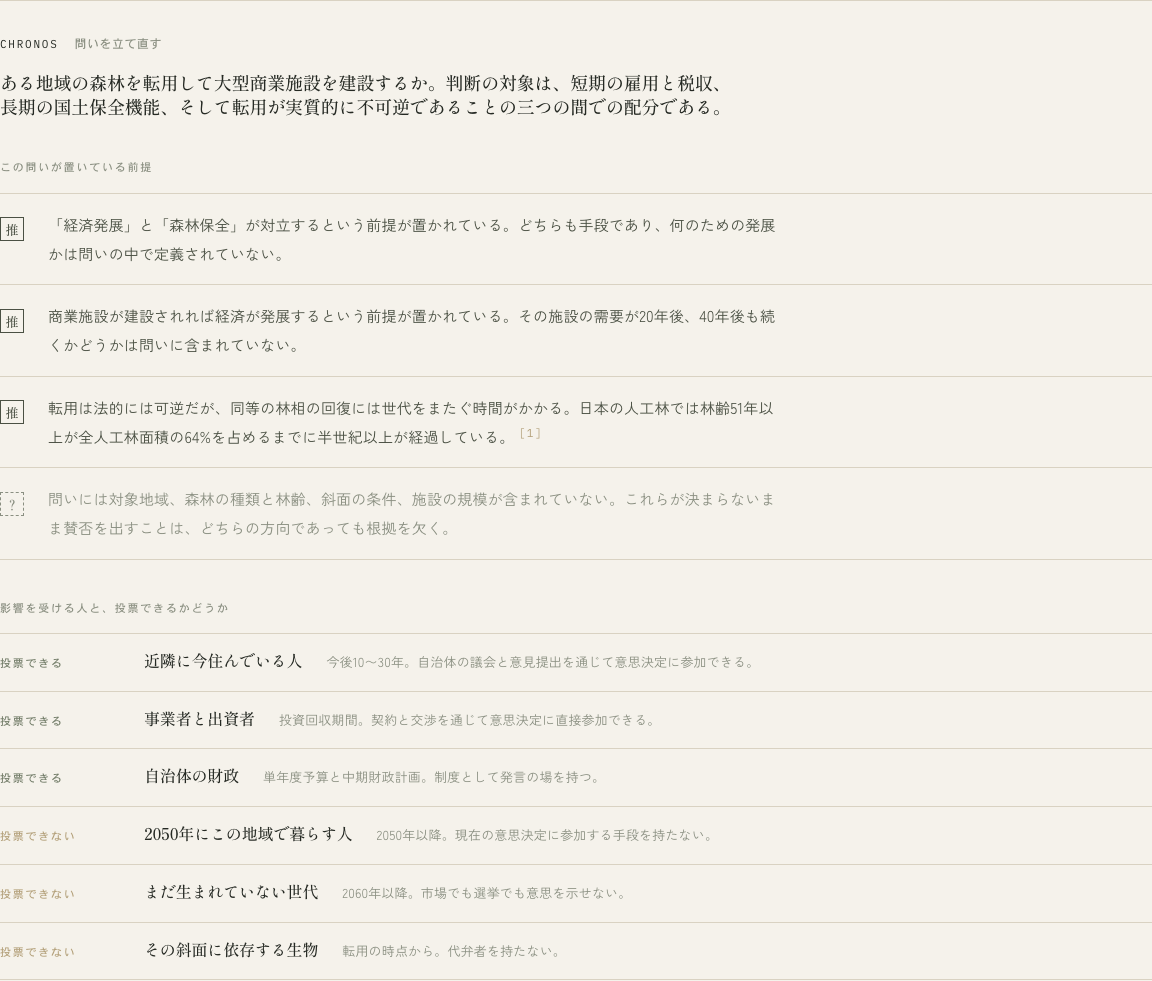 CHRONOS 問いを立て直す
ある地域の森林を転用して大型商業施設を建設するか。判断の対象は、短期の雇用と税収、
長期の国土保全機能、そして転用が実質的に不可逆であることの三つの間での配分である。
この問いが置いている前提
推 「経済発展」と「森林保全」が対立するという前提が置かれている。どちらも手段であり、何のための発展
かは問いの中で定義されていない。
推 商業施設が建設されれば経済が発展するという前提が置かれている。その施設の需要が20年後、40年後も続
くかどうかは問いに含まれていない。
推 転用は法的には可逆だが、同等の林相の回復には世代をまたぐ時間がかかる。日本の人工林では林齢51年以
上が全人工林面積の64%を占めるまでに半世紀以上が経過している。 [1]
? 問いには対象地域、森林の種類と林齢、斜面の条件、施設の規模が含まれていない。これらが決まらないま
ま賛否を出すことは、どちらの方向であっても根拠を欠く。
影響を受ける人と、投票できるかどうか
投票できる 近隣に今住んでいる人 今後10〜30年。自治体の議会と意見提出を通じて意思決定に参加できる。
投票できる 事業者と出資者 投資回収期間。契約と交渉を通じて意思決定に直接参加できる。
投票できる 自治体の財政 単年度予算と中期財政計画。制度として発言の場を持つ。
投票できない 2050年にこの地域で暮らす人 2050年以降。現在の意思決定に参加する手段を持たない。
投票できない まだ生まれていない世代 2060年以降。市場でも選挙でも意思を示せない。
投票できない その斜面に依存する生物 転用の時点から。代弁者を持たない。